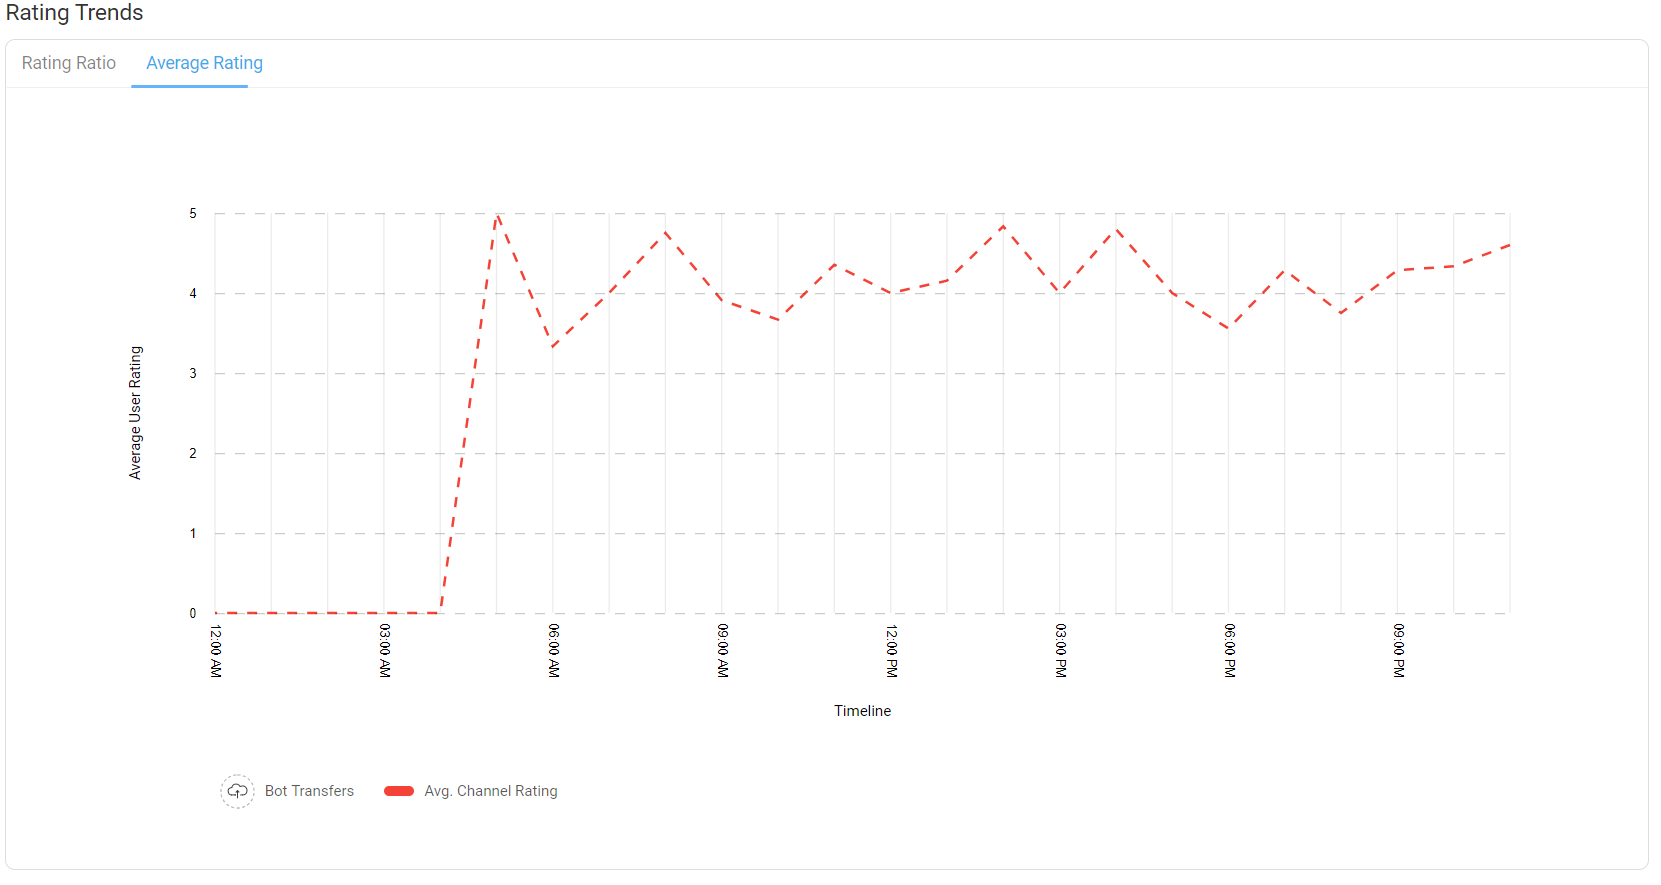 Rating Trends
Rating Ratio Average Rating
5
4
3
2
1
0
Average User Rating
12:00 AM 03:00 AM 06:00 AM 09:00 AM 12:00 PM 03:00 PM 06:00 PM 09:00 PM
Timeline
Bot Transfers Avg. Channel Rating